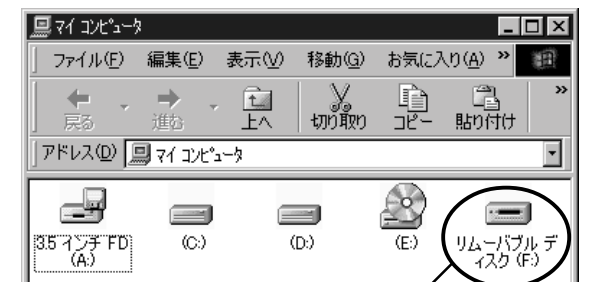 マイ コンピュータ
ファイル(F) 編集(E) 表示(V) 移動(G) お気に入り(A) »
戻る 進む 上へ 切り取り コピー 貼り付け »
アドレス(D) マイ コンピュータ
3.5 インチ FD (A:)
(C:)
(D:)
(E:)
リムーバブル デ
ィスク (F:)